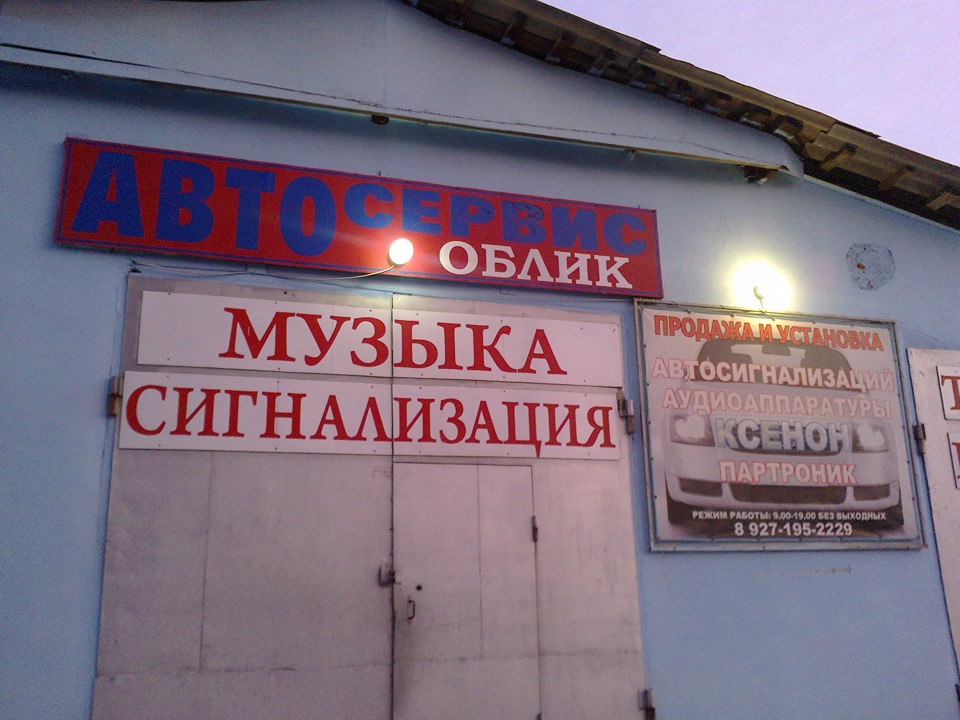 АВТОСЕРВИС
ОБЛИК
МУЗЫКА
СИГНАЛИЗАЦИЯ
ПРОДАЖА И УСТАНОВКА
АВТОСИГНАЛИЗАЦИЙ
АУДИОАППАРАТУРЫ
КСЕНОН
ПАРТРОНИК
РЕЖИМ РАБОТЫ: 9.00-19.00 БЕЗ ВЫХОДНЫХ
8 927-195-2229